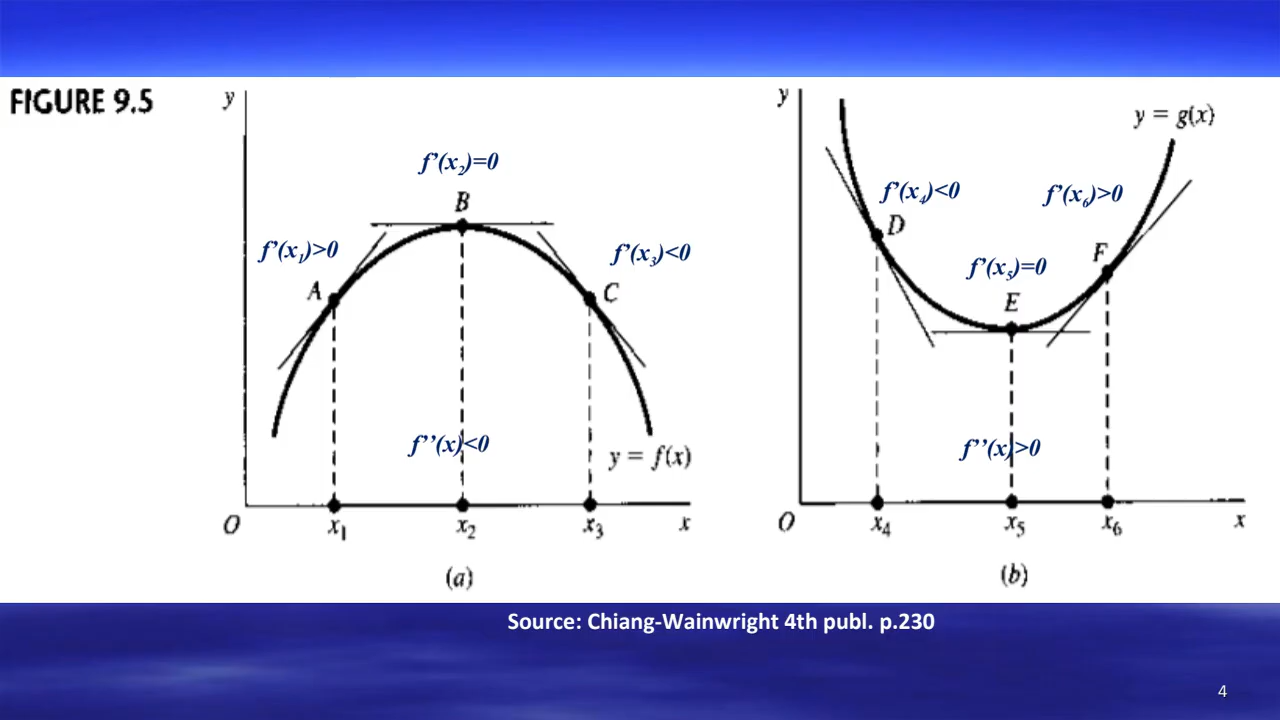 FIGURE 9.5
y
f’(x₂)=0
B
f’(x₁)>0
f’(x₃)<0
A
C
f’’(x)<0
y = f(x)
O
x₁
x₂
x₃
x
(a)
y
y = g(x)
f’(x₄)<0
f’(x₆)>0
D
f’(x₅)=0
F
E
f’’(x)>0
O
x₄
x₅
x₆
x
(b)
Source: Chiang-Wainwright 4th publ. p.230
4